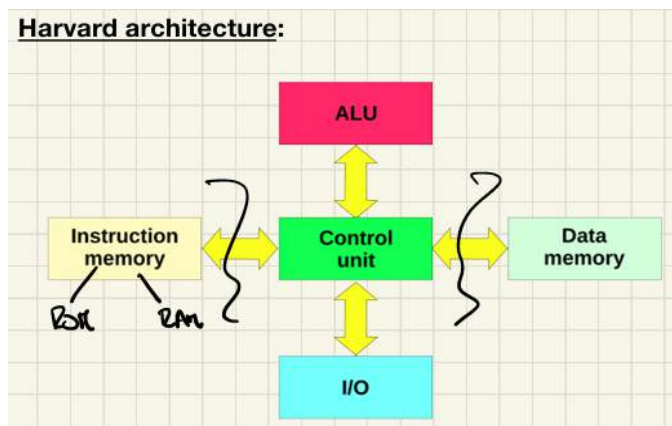 Harvard architecture:
ALU
Instruction
memory
Control
unit
Data
memory
ROM
RAM
I/O